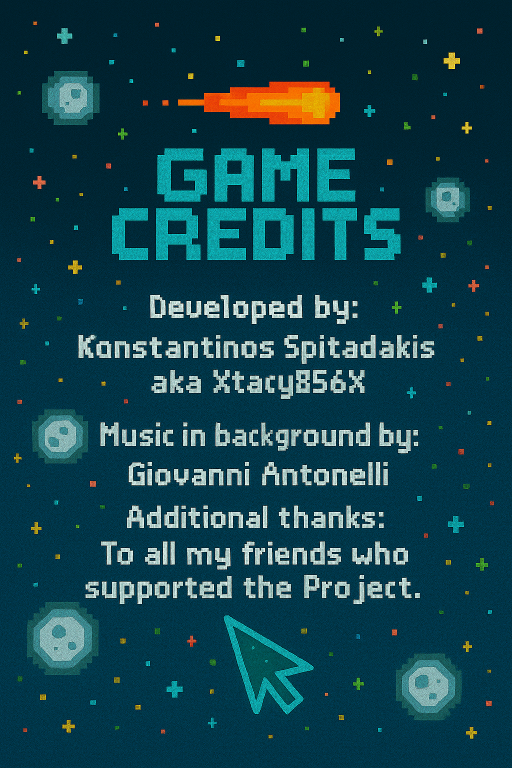 GAME
CREDITS
Developed by:
Konstantinos Spitadakis
aka Xtacy856X
Music in background by:
Giovanni Antonelli
Additional thanks:
To all my friends who
supported the Project.